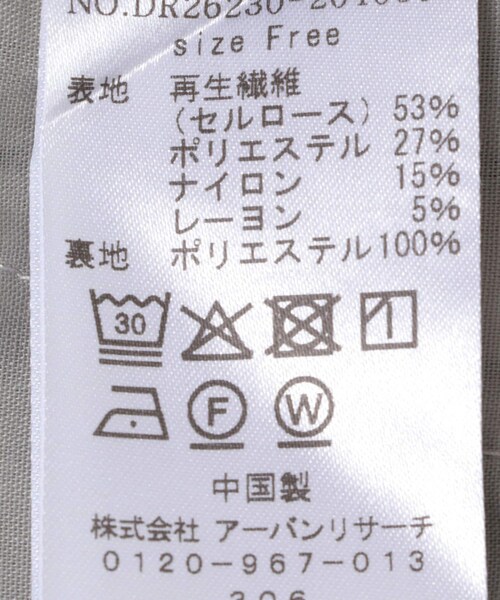 size Free
表地 再生繊維
(セルロース) 53%
ポリエステル 27%
ナイロン 15%
レーヨン 5%
裏地 ポリエステル100%
30
F W
中国製
株式会社 アーバンリサーチ
0120-967-013